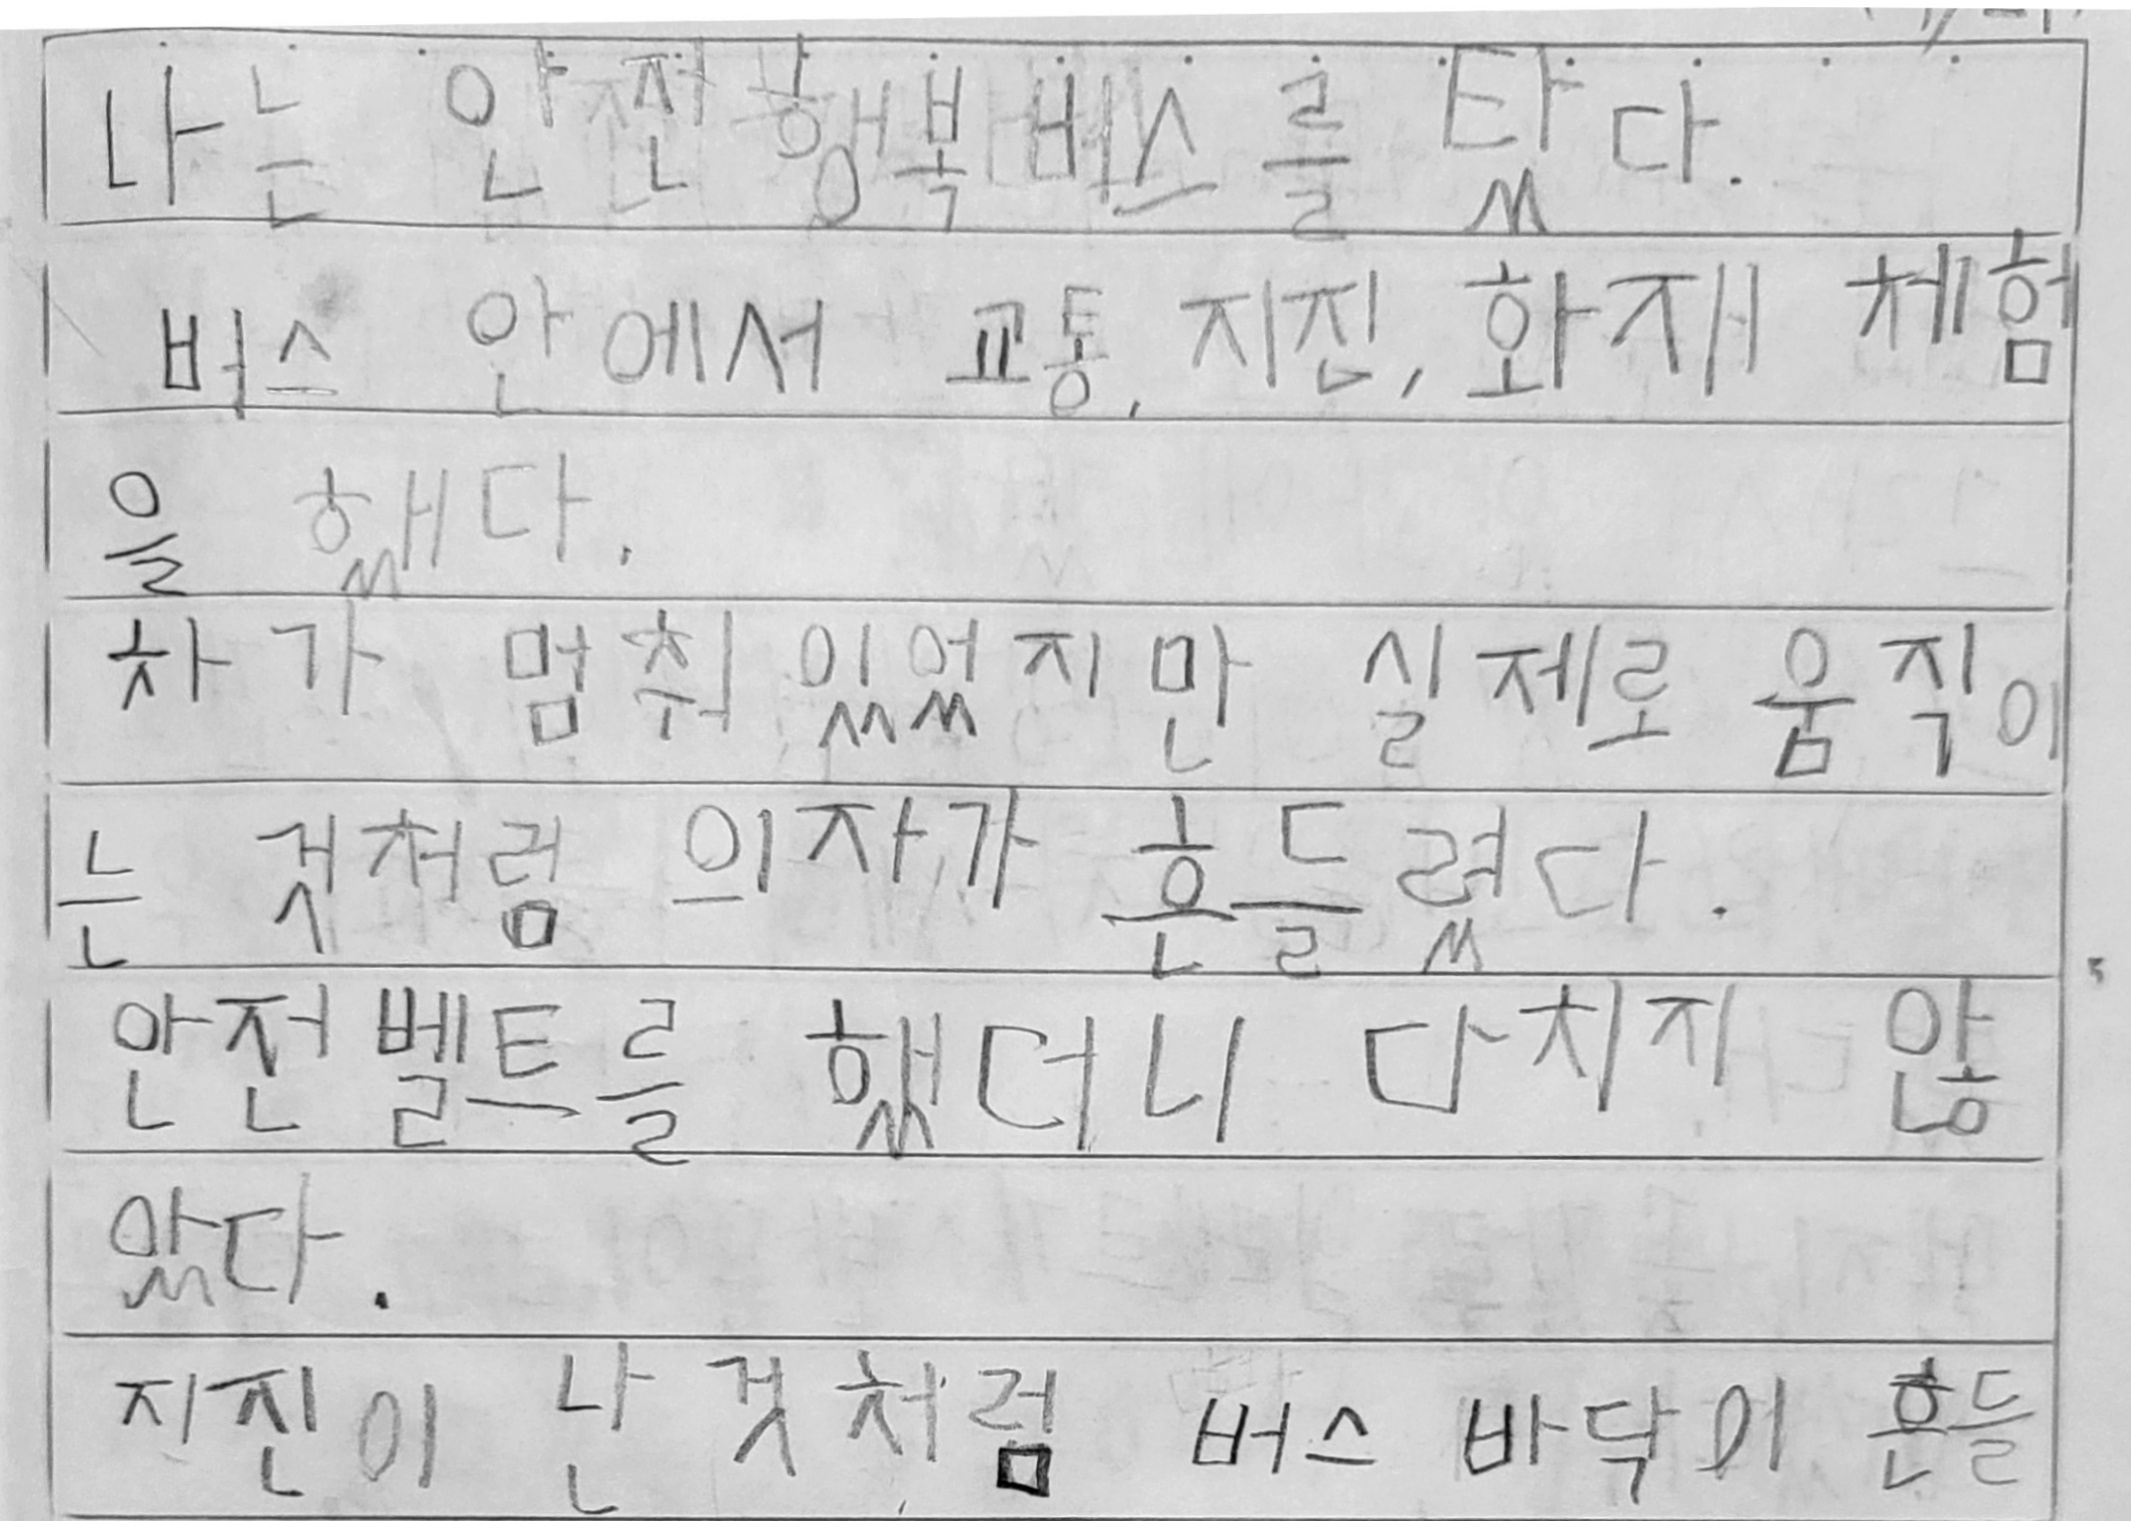 나는 안전행복버스를 탔다.
버스 안에서 교통, 지진, 화재 체험
을 했다.
차가 멈춰있었지만 실제로 움직이
는 것처럼 의자가 흔들렸다.
안전벨트를 했더니 다치지 않
았다.
지진이 난 것처럼 버스 바닥이 흔들